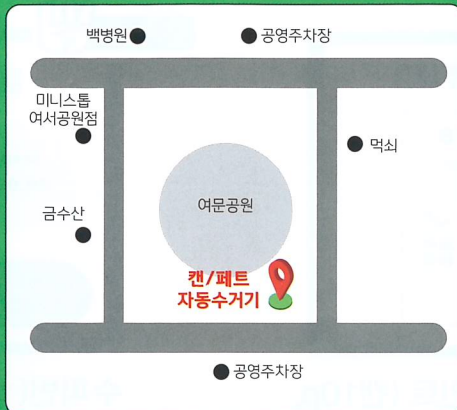 백병원
공영주차장
미니스톱
여서공원점
먹쇠
여문공원
금수산
캔/페트
자동수거기
공영주차장